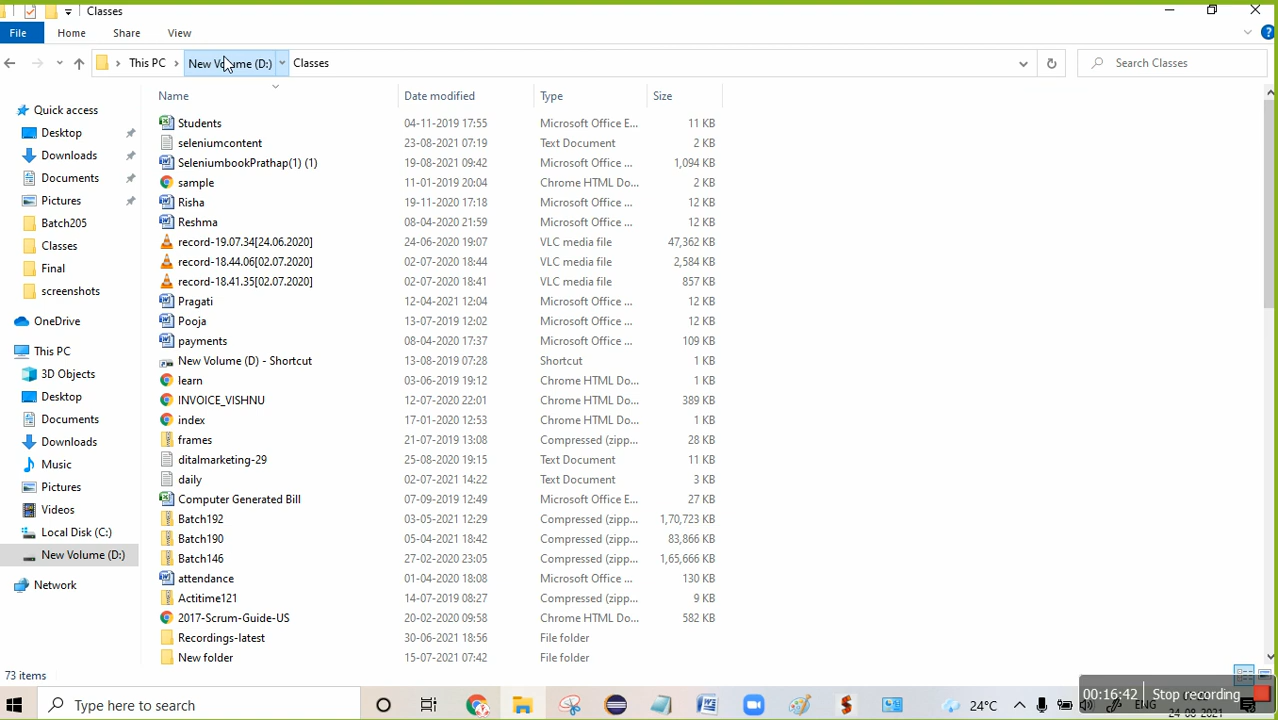 Classes
File Home Share View
This PC New Volume (D:) Classes Search Classes
Name Date modified Type Size
Quick access
Desktop
Downloads
Documents
Pictures
Batch205
Classes
Final
screenshots
OneDrive
This PC
3D Objects
Desktop
Documents
Downloads
Music
Pictures
Videos
Local Disk (C:)
New Volume (D:)
Network
Students 04-11-2019 17:55 Microsoft Office E... 11 KB
seleniumcontent 23-08-2021 07:19 Text Document 2 KB
SeleniumbookPrathap(1) (1) 19-08-2021 09:42 Microsoft Office ... 1,094 KB
sample 11-01-2019 20:04 Chrome HTML Do... 2 KB
Risha 19-11-2020 17:18 Microsoft Office ... 12 KB
Reshma 08-04-2020 21:59 Microsoft Office ... 12 KB
record-19.07.34[24.06.2020] 24-06-2020 19:07 VLC media file 47,362 KB
record-18.44.06[02.07.2020] 02-07-2020 18:44 VLC media file 2,584 KB
record-18.41.35[02.07.2020] 02-07-2020 18:41 VLC media file 857 KB
Pragati 12-04-2021 12:04 Microsoft Office ... 12 KB
Pooja 13-07-2019 12:02 Microsoft Office ... 12 KB
payments 08-04-2020 17:37 Microsoft Office ... 109 KB
New Volume (D) - Shortcut 13-08-2019 07:28 Shortcut 1 KB
learn 03-06-2019 19:12 Chrome HTML Do... 1 KB
INVOICE_VISHNU 12-07-2020 22:01 Chrome HTML Do... 389 KB
index 17-01-2020 12:53 Chrome HTML Do... 1 KB
frames 21-07-2019 13:08 Compressed (zipp... 28 KB
ditalmarketing-29 25-08-2020 19:15 Text Document 11 KB
daily 02-07-2021 14:22 Text Document 3 KB
Computer Generated Bill 07-09-2019 12:49 Microsoft Office E... 27 KB
Batch192 03-05-2021 12:29 Compressed (zipp... 1,70,723 KB
Batch190 05-04-2021 18:42 Compressed (zipp... 83,866 KB
Batch146 27-02-2020 23:05 Compressed (zipp... 1,65,666 KB
attendance 01-04-2020 18:08 Microsoft Office ... 130 KB
Actitime121 14-07-2019 08:27 Compressed (zipp... 9 KB
2017-Scrum-Guide-US 20-02-2020 09:58 Chrome HTML Do... 582 KB
Recordings-latest 30-06-2021 18:56 File folder
New folder 15-07-2021 07:42 File folder
73 items
00:16:42 Stop recording
Type here to search 24°C ENG
24-08-2021